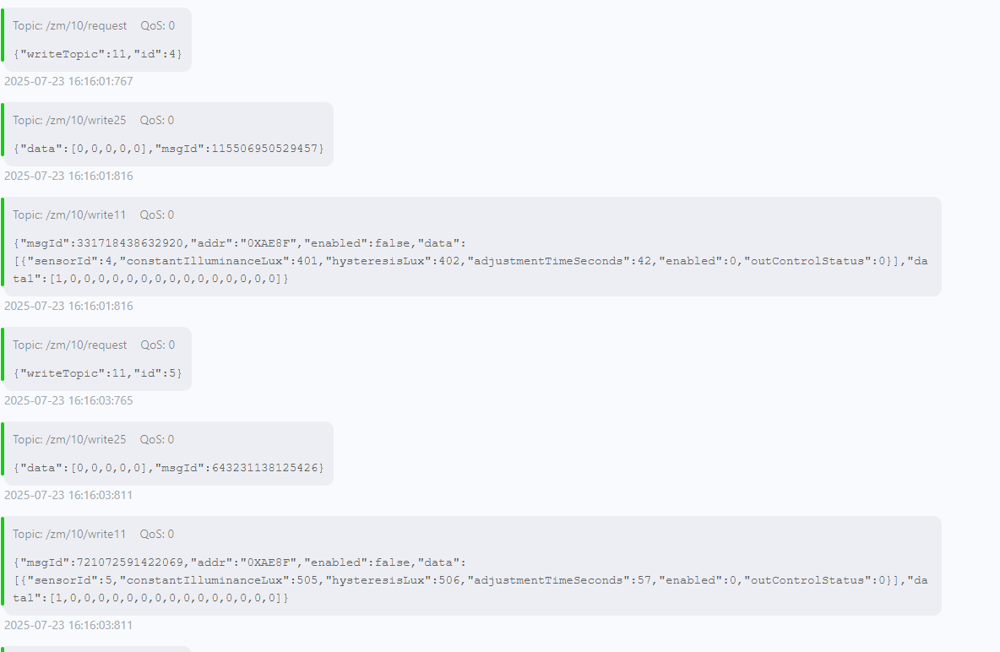 Topic: /zm/10/request QoS: 0
{"writeTopic":11,"id":4}
2025-07-23 16:16:01:767
Topic: /zm/10/write25 QoS: 0
{"data":[0,0,0,0,0],"msgId":115506950529457}
2025-07-23 16:16:01:816
Topic: /zm/10/write11 QoS: 0
{"msgId":331718438632920,"addr":"0XAE8F","enabled":false,"data":
[{"sensorId":4,"constantIlluminanceLux":401,"hysteresisLux":402,"adjustmentTimeSeconds":42,"enabled":0,"outControlStatus":0}],"da
ta1":[1,0,0,0,0,0,0,0,0,0,0,0,0,0,0,0]}
2025-07-23 16:16:01:816
Topic: /zm/10/request QoS: 0
{"writeTopic":11,"id":5}
2025-07-23 16:16:03:765
Topic: /zm/10/write25 QoS: 0
{"data":[0,0,0,0,0],"msgId":643231138125426}
2025-07-23 16:16:03:811
Topic: /zm/10/write11 QoS: 0
{"msgId":721072591422069,"addr":"0XAE8F","enabled":false,"data":
[{"sensorId":5,"constantIlluminanceLux":505,"hysteresisLux":506,"adjustmentTimeSeconds":57,"enabled":0,"outControlStatus":0}],"da
ta1":[1,0,0,0,0,0,0,0,0,0,0,0,0,0,0,0]}
2025-07-23 16:16:03:811